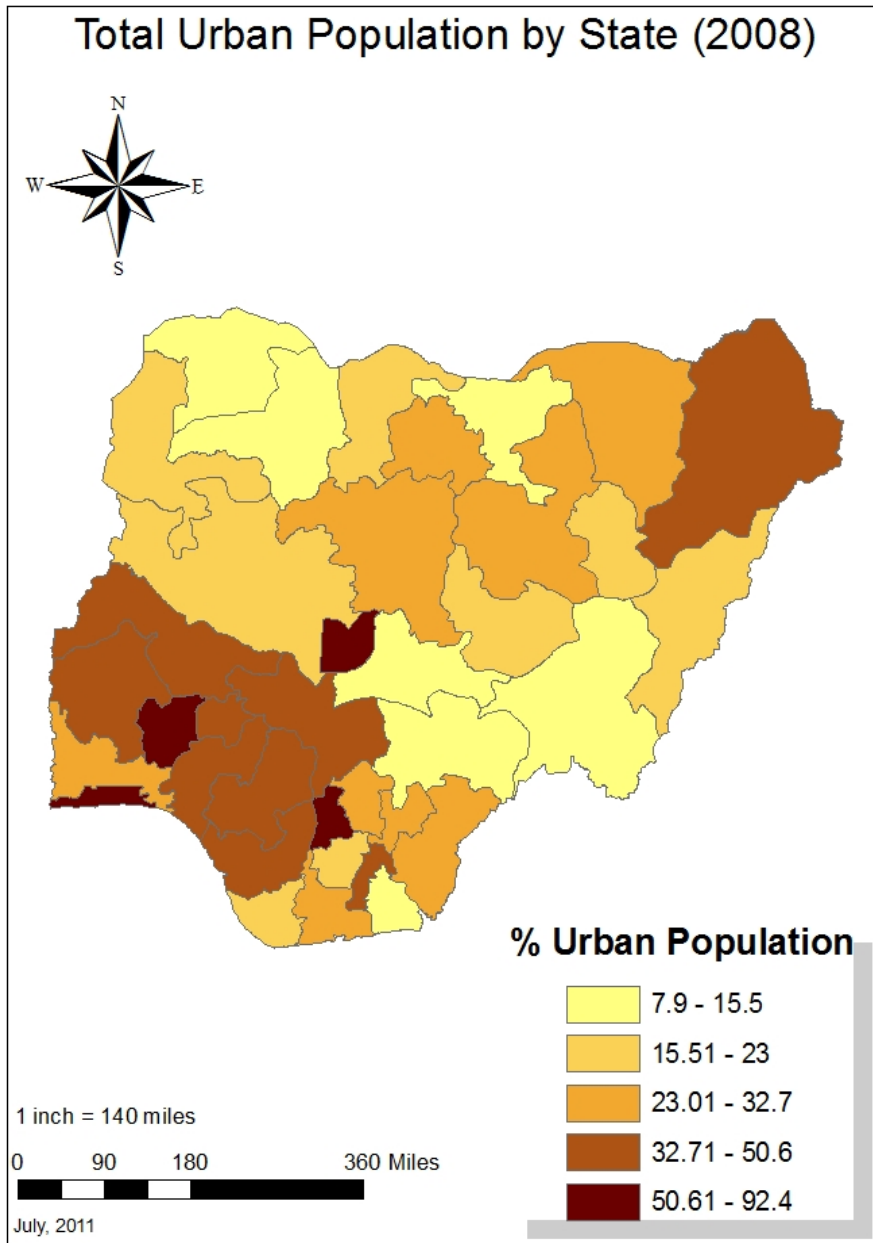 Total Urban Population by State (2008)
N
W
E
S
% Urban Population
7.9 - 15.5
15.51 - 23
23.01 - 32.7
32.71 - 50.6
50.61 - 92.4
1 inch = 140 miles
0 90 180 360 Miles
July, 2011